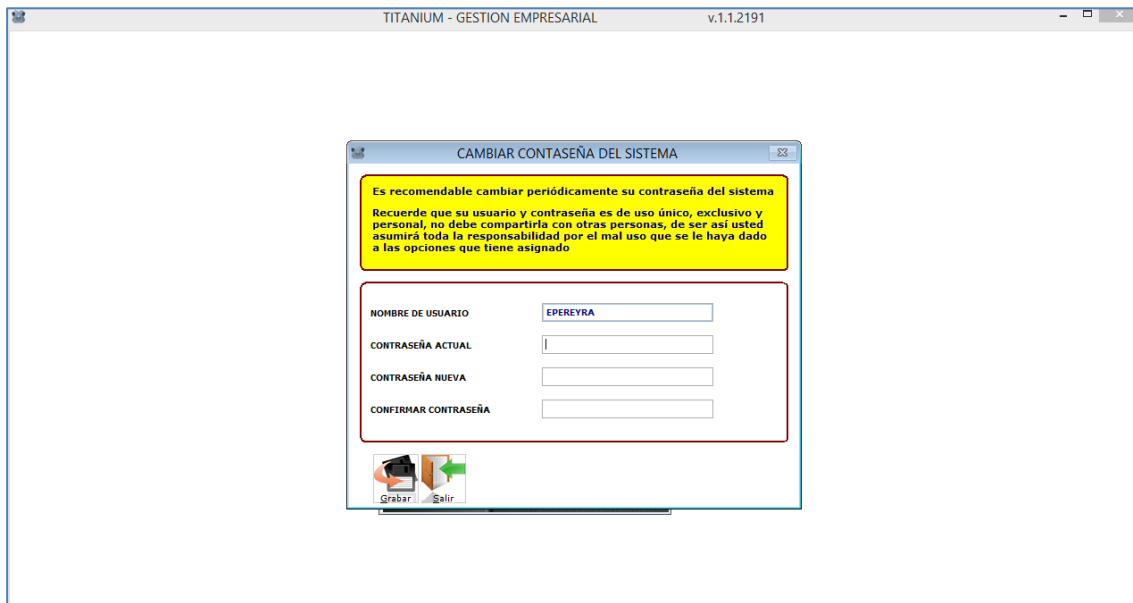 TITANIUM - GESTION EMPRESARIAL v.1.1.2191
CAMBIAR CONTASEÑA DEL SISTEMA
Es recomendable cambiar periódicamente su contraseña del sistema
Recuerde que su usuario y contraseña es de uso único, exclusivo y
personal, no debe compartirla con otras personas, de ser así usted
asumirá toda la responsabilidad por el mal uso que se le haya dado
a las opciones que tiene asignado
NOMBRE DE USUARIO EPEREYRA
CONTRASEÑA ACTUAL
CONTRASEÑA NUEVA
CONFIRMAR CONTRASEÑA
Grabar Salir